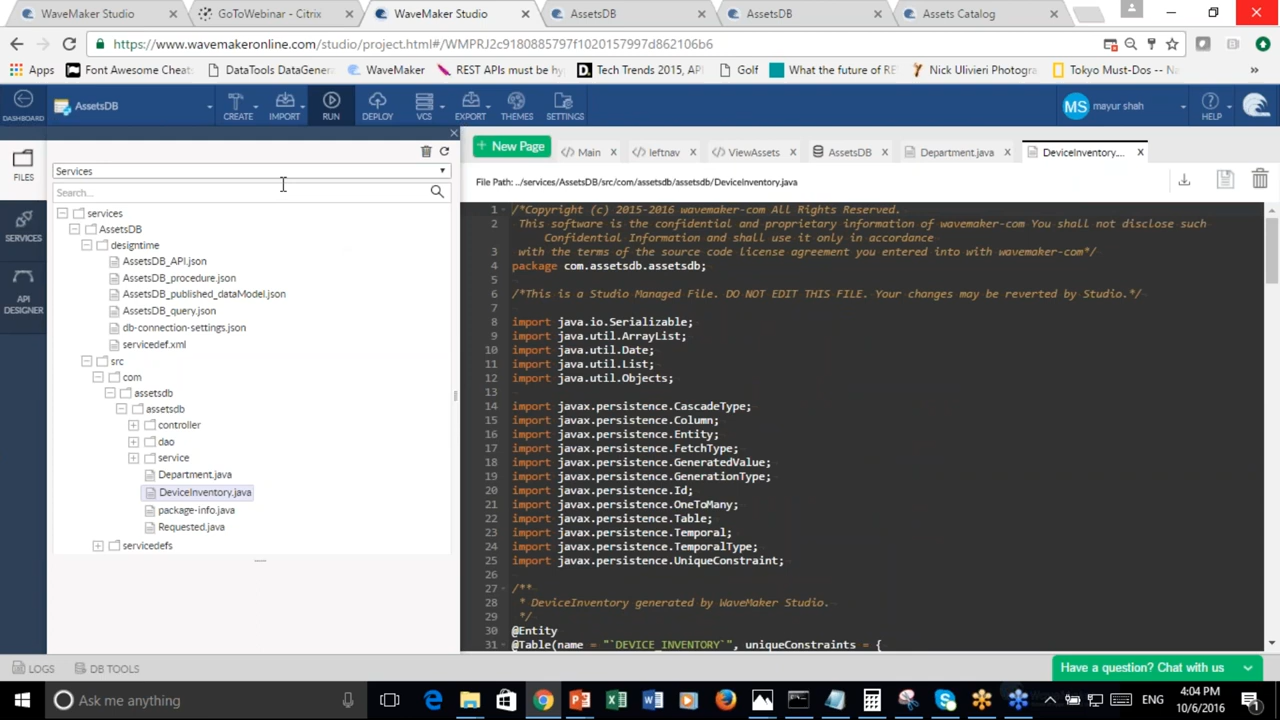 WaveMaker Studio
GoToWebinar - Citrix
WaveMaker Studio
AssetsDB
AssetsDB
Assets Catalog
https://www.wavemakeronline.com/studio/project.html#/WMPRJ2c9180885797f1020157997d862106b6
Apps
Font Awesome Cheats
DataTools DataGenera
WaveMaker
REST APIs must be hy
Tech Trends 2015, API
Golf
What the future of RE
Nick Ulivieri Photogra
Tokyo Must-Dos -- Na
DASHBOARD
AssetsDB
CREATE
IMPORT
RUN
DEPLOY
VCS
EXPORT
THEMES
SETTINGS
MS
mayur shah
HELP
FILES
SERVICES
API
DESIGNER
Services
Search...
services
AssetsDB
designtime
AssetsDB_API.json
AssetsDB_procedure.json
AssetsDB_published_dataModel.json
AssetsDB_query.json
db-connection-settings.json
servicedef.xml
src
com
assetsdb
assetsdb
controller
dao
service
Department.java
DeviceInventory.java
package-info.java
Requested.java
servicedefs
+ New Page
</> Main
</> leftnav
</> ViewAssets
AssetsDB
Department.java
DeviceInventory....
File Path: ../services/AssetsDB/src/com/assetsdb/assetsdb/DeviceInventory.java
1 /*Copyright (c) 2015-2016 wavemaker-com All Rights Reserved.
2 This software is the confidential and proprietary information of wavemaker-com You shall not disclose such
Confidential Information and shall use it only in accordance
3 with the terms of the source code license agreement you entered into with wavemaker-com*/
4 package com.assetsdb.assetsdb;
5
6 /*This is a Studio Managed File. DO NOT EDIT THIS FILE. Your changes may be reverted by Studio.*/
7
8 import java.io.Serializable;
9 import java.util.ArrayList;
10 import java.util.Date;
11 import java.util.List;
12 import java.util.Objects;
13
14 import javax.persistence.CascadeType;
15 import javax.persistence.Column;
16 import javax.persistence.Entity;
17 import javax.persistence.FetchType;
18 import javax.persistence.GeneratedValue;
19 import javax.persistence.GenerationType;
20 import javax.persistence.Id;
21 import javax.persistence.OneToMany;
22 import javax.persistence.Table;
23 import javax.persistence.Temporal;
24 import javax.persistence.TemporalType;
25 import javax.persistence.UniqueConstraint;
26
27 /**
28 * DeviceInventory generated by WaveMaker Studio.
29 */
30 @Entity
31 @Table(name = "`DEVICE_INVENTORY`", uniqueConstraints = {
LOGS
DB TOOLS
Have a question? Chat with us
Ask me anything
ENG
4:04 PM
10/6/2016